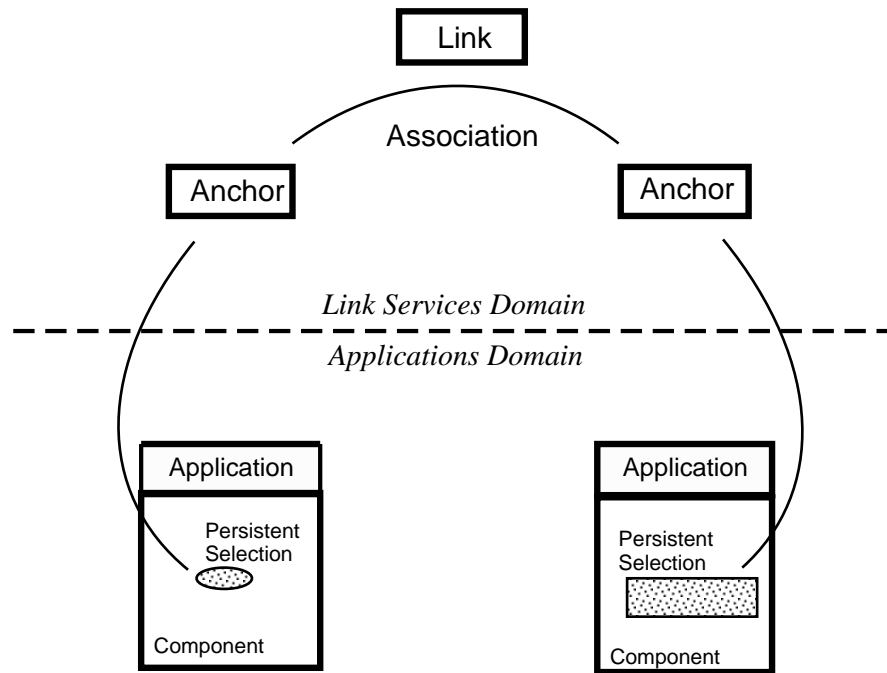 Link
Association
Anchor
Anchor
Link Services Domain
Applications Domain
Application
Application
Persistent
Selection
Persistent
Selection
Component
Component